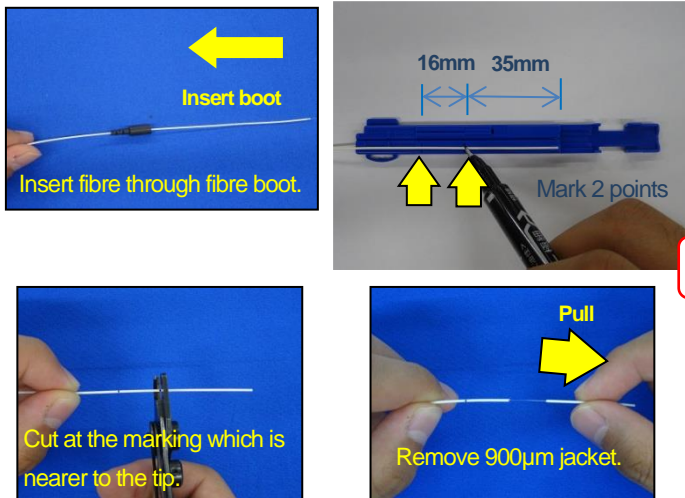 Insert boot
Insert fibre through fibre boot.
16mm 35mm
Mark 2 points
Cut at the marking which is
nearer to the tip.
Pull
Remove 900µm jacket.